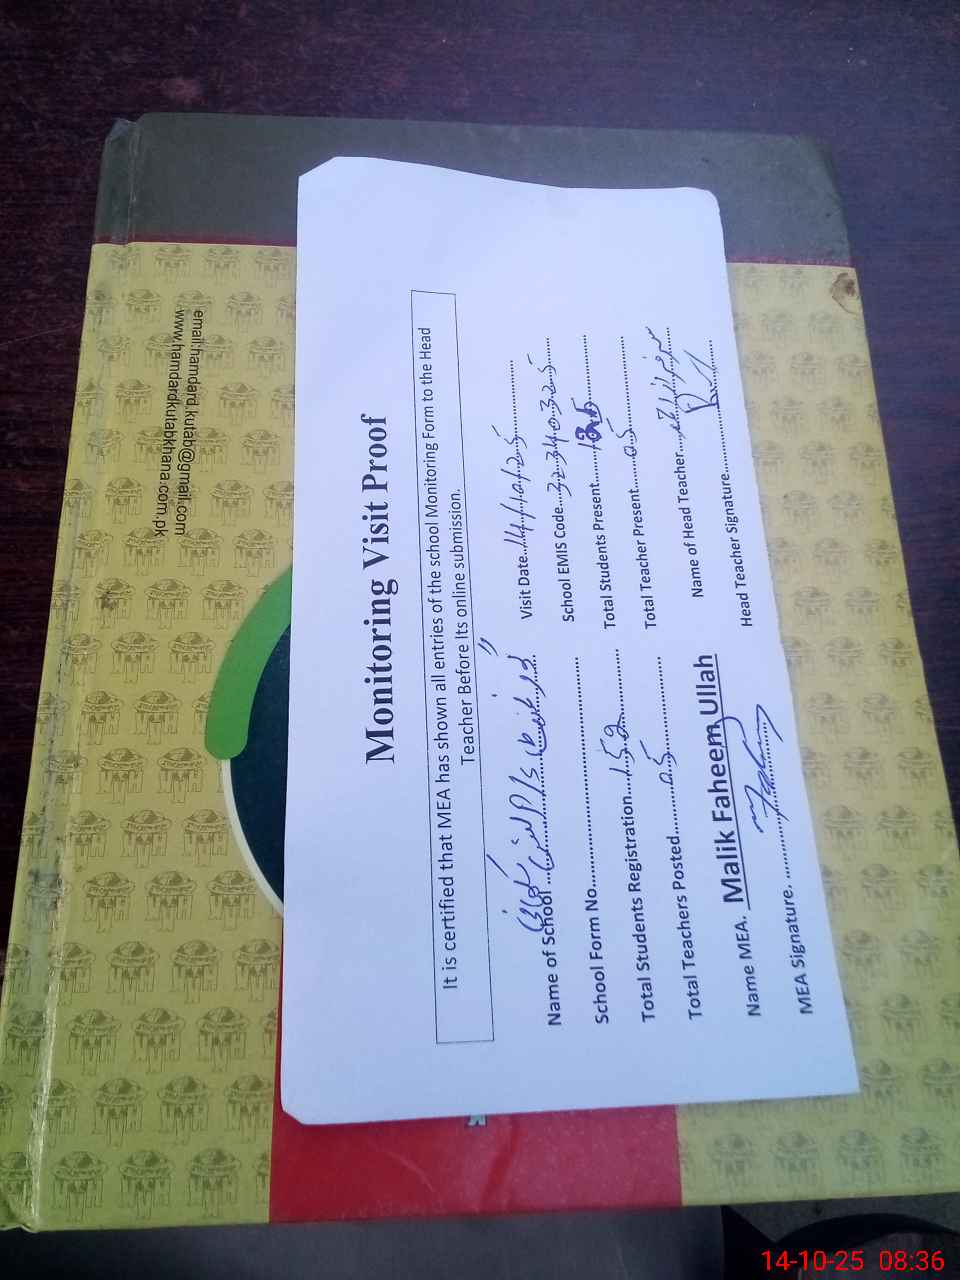 Monitoring Visit Proof
It is certified that MEA has shown all entries of the school Monitoring Form to the Head
Teacher Before Its online submission.
Name of School
Visit Date. 14/10/25
School Form No.
School EMIS Code. 32340325
Total Students Registration. 152
Total Students Present.
Total Teachers Posted. 05
Total Teacher Present. 05
Name MEA. Malik Faheem Ullah
Name of Head Teacher.
MEA Signature.
Head Teacher Signature.
email:hamdard.kutab@gmail.com
www.hamdardkutabkhana.com.pk
14-10-25 08:36